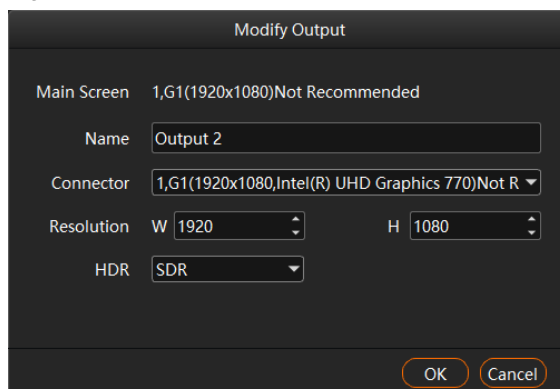 Modify Output
Main Screen 1,G1(1920x1080)Not Recommended
Name Output 2
Connector 1,G1(1920x1080,Intel(R) UHD Graphics 770)Not R
Resolution W 1920 H 1080
HDR SDR
OK Cancel